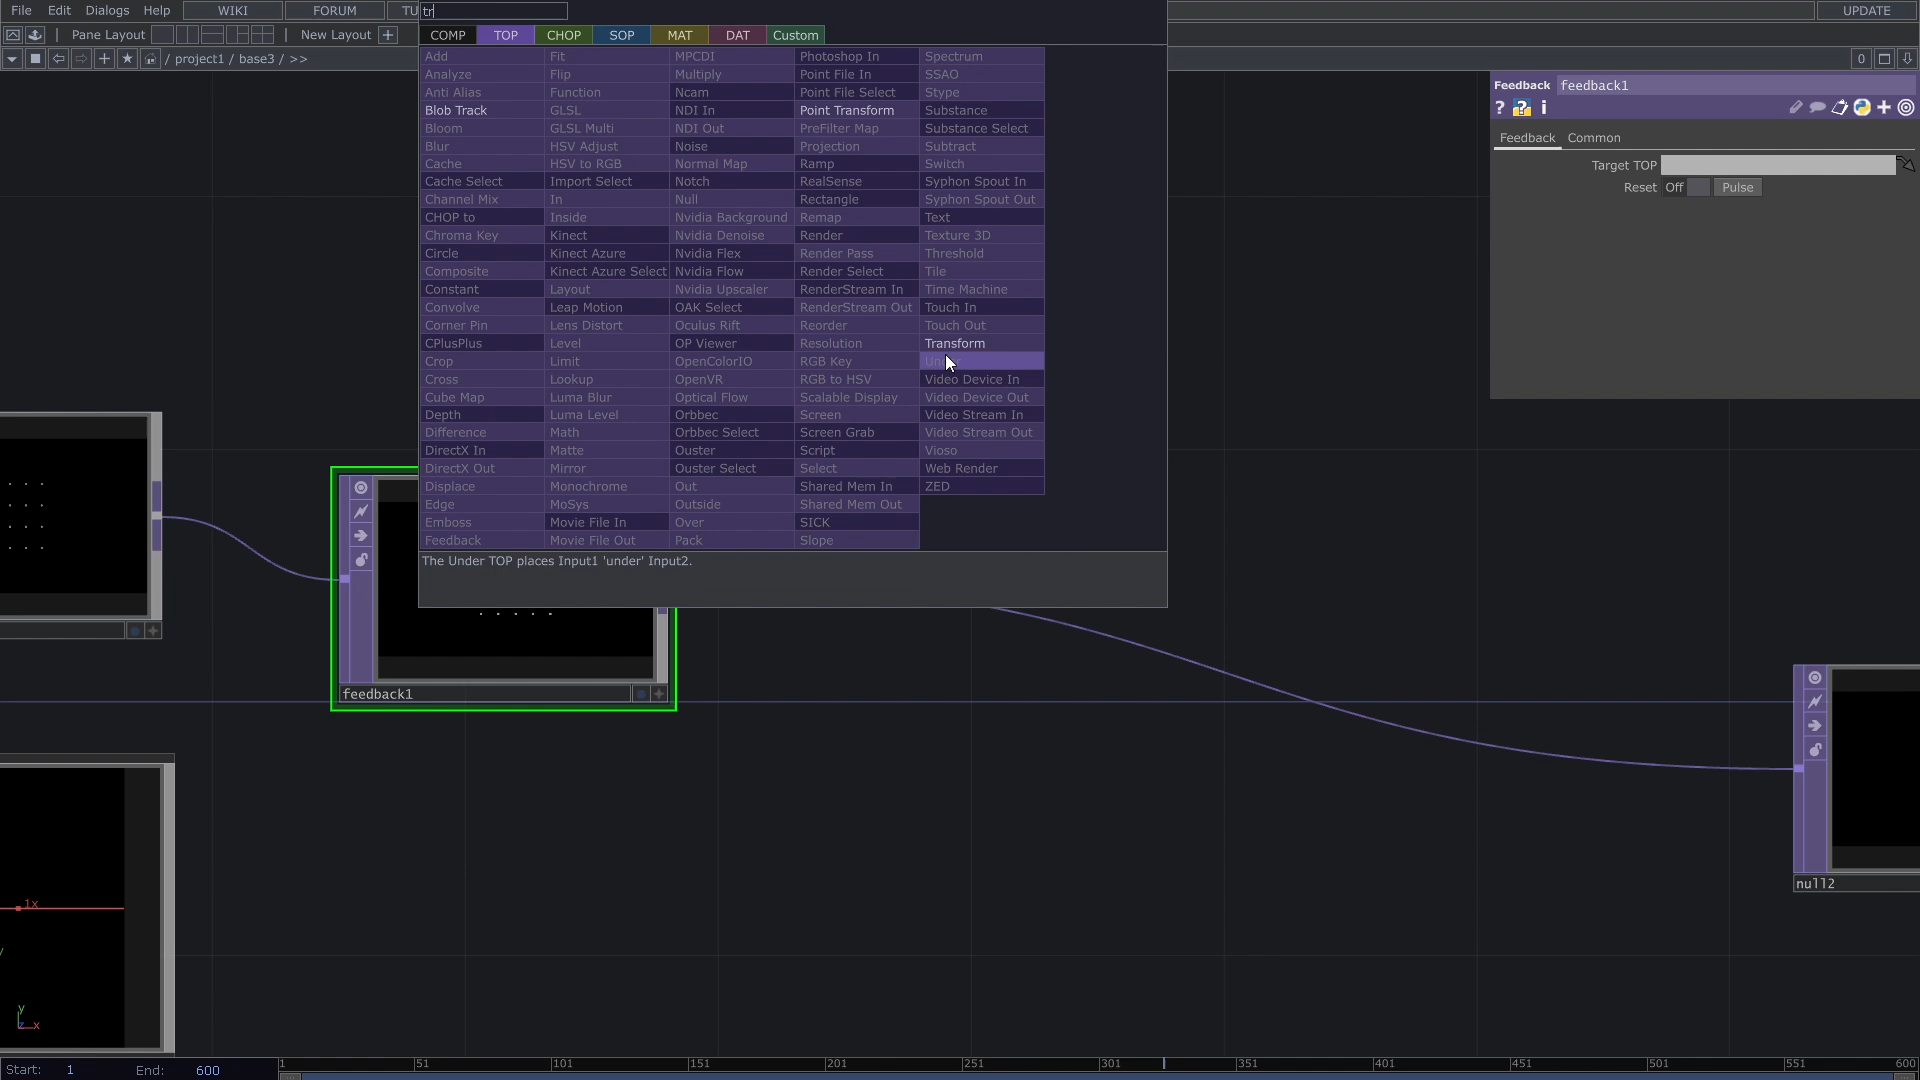 File Edit Dialogs Help WIKI FORUM TU UPDATE
tr
Pane Layout New Layout +
COMP TOP CHOP SOP MAT DAT Custom
/ project1 / base3 / >>
0
Add Fit MPCDI Photoshop In Spectrum
Analyze Flip Multiply Point File In SSAO
Anti Alias Function Ncam Point File Select Stype
Blob Track GLSL NDI In Point Transform Substance
Bloom GLSL Multi NDI Out PreFilter Map Substance Select
Blur HSV Adjust Noise Projection Subtract
Cache HSV to RGB Normal Map Ramp Switch
Cache Select Import Select Notch RealSense Syphon Spout In
Channel Mix In Null Rectangle Syphon Spout Out
CHOP to Inside Nvidia Background Remap Text
Chroma Key Kinect Nvidia Denoise Render Texture 3D
Circle Kinect Azure Nvidia Flex Render Pass Threshold
Composite Kinect Azure Select Nvidia Flow Render Select Tile
Constant Layout Nvidia Upscaler RenderStream In Time Machine
Convolve Leap Motion OAK Select RenderStream Out Touch In
Corner Pin Lens Distort Oculus Rift Reorder Touch Out
CPlusPlus Level OP Viewer Resolution Transform
Crop Limit OpenColorIO RGB Key Under
Cross Lookup OpenVR RGB to HSV Video Device In
Cube Map Luma Blur Optical Flow Scalable Display Video Device Out
Depth Luma Level Orbbec Screen Video Stream In
Difference Math Orbbec Select Screen Grab Video Stream Out
DirectX In Matte Ouster Script Vioso
DirectX Out Mirror Ouster Select Select Web Render
Displace Monochrome Out Shared Mem In ZED
Edge MoSys Outside Shared Mem Out
Emboss Movie File In Over SICK
Feedback Movie File Out Pack Slope
The Under TOP places Input1 'under' Input2.
Feedback feedback1
? ? i
Feedback Common
Target TOP
Reset Off Pulse
feedback1
null2
1x
y
y
z x
Start: 1 End: 600
1 51 101 151 201 251 301 351 401 451 501 551 600